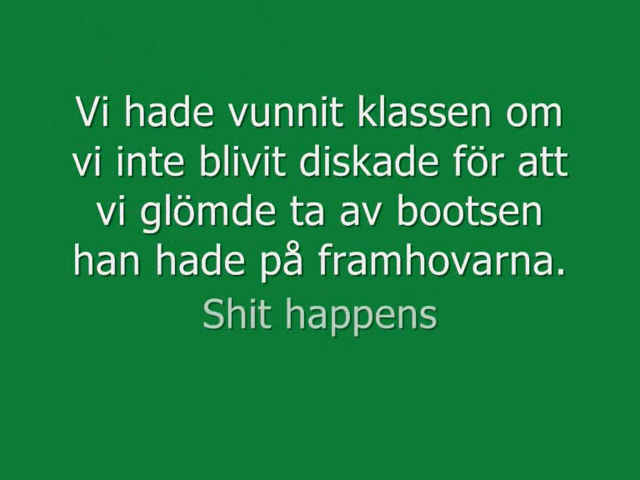 Vi hade vunnit klassen om
vi inte blivit diskade för att
vi glömde ta av bootsen
han hade på framhovarna.
Shit happens